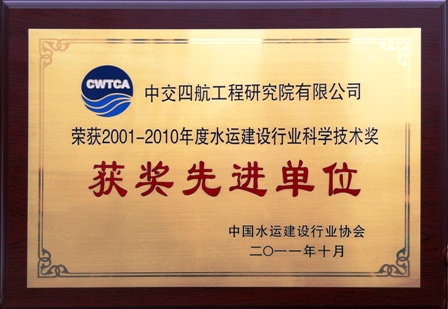 CWTCA
中交四航工程研究院有限公司
荣获2001-2010年度水运建设行业科学技术奖
获奖先进单位
中国水运建设行业协会
二〇一一年十月